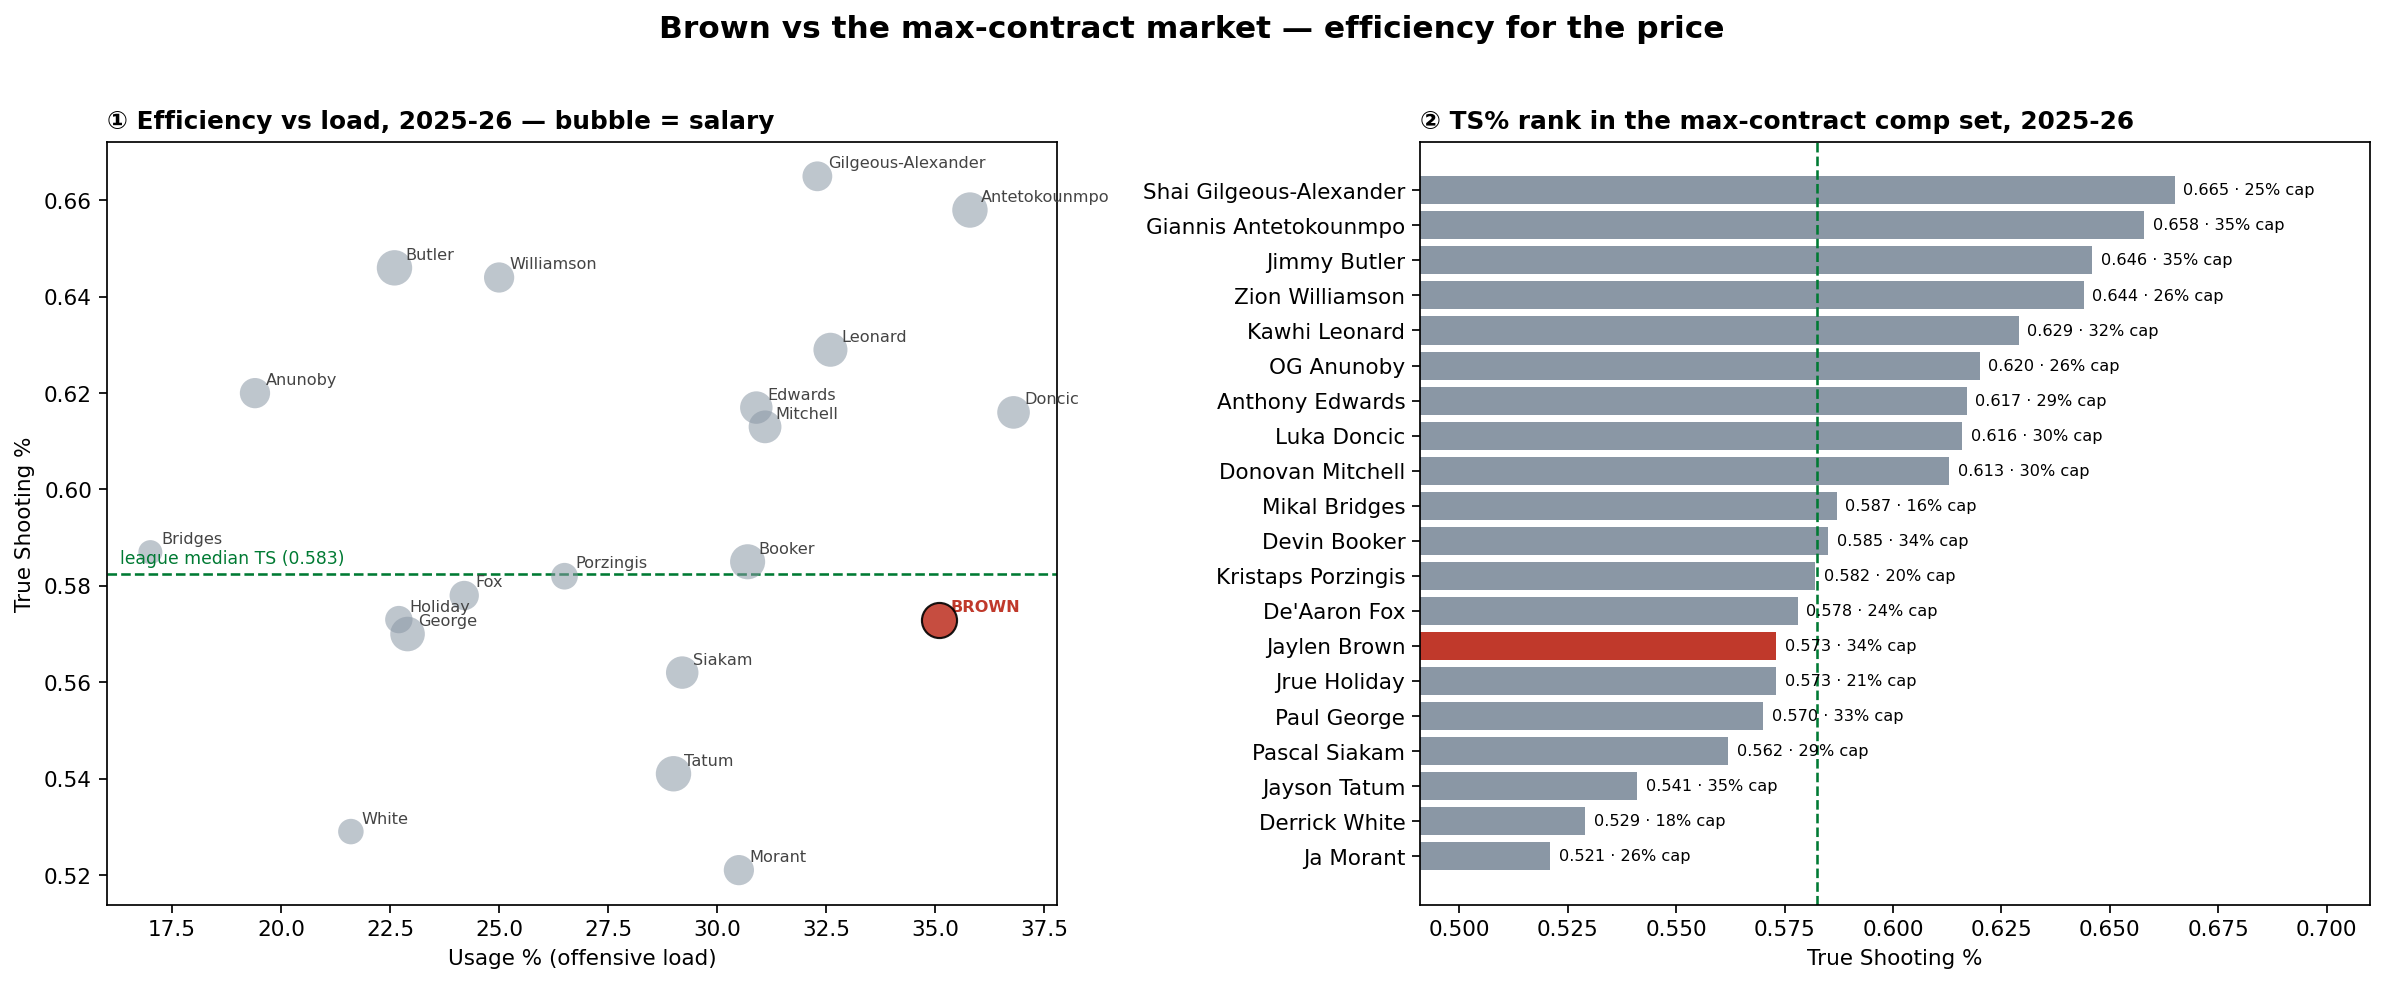 Brown vs the max-contract market — efficiency for the price
① Efficiency vs load, 2025-26 — bubble = salary
True Shooting %
0.66
0.64
0.62
0.60
0.58
0.56
0.54
0.52
Gilgeous-Alexander
Antetokounmpo
Butler
Williamson
Leonard
Anunoby
Edwards
Doncic
Mitchell
Bridges
league median TS (0.583)
Booker
Porzingis
Fox
Holiday
BROWN
George
Siakam
Tatum
White
Morant
17.5 20.0 22.5 25.0 27.5 30.0 32.5 35.0 37.5
Usage % (offensive load)
② TS% rank in the max-contract comp set, 2025-26
Shai Gilgeous-Alexander 0.665 · 25% cap
Giannis Antetokounmpo 0.658 · 35% cap
Jimmy Butler 0.646 · 35% cap
Zion Williamson 0.644 · 26% cap
Kawhi Leonard 0.629 · 32% cap
OG Anunoby 0.620 · 26% cap
Anthony Edwards 0.617 · 29% cap
Luka Doncic 0.616 · 30% cap
Donovan Mitchell 0.613 · 30% cap
Mikal Bridges 0.587 · 16% cap
Devin Booker 0.585 · 34% cap
Kristaps Porzingis 0.582 · 20% cap
De'Aaron Fox 0.578 · 24% cap
Jaylen Brown 0.573 · 34% cap
Jrue Holiday 0.573 · 21% cap
Paul George 0.570 · 33% cap
Pascal Siakam 0.562 · 29% cap
Jayson Tatum 0.541 · 35% cap
Derrick White 0.529 · 18% cap
Ja Morant 0.521 · 26% cap
0.500 0.525 0.550 0.575 0.600 0.625 0.650 0.675 0.700
True Shooting %